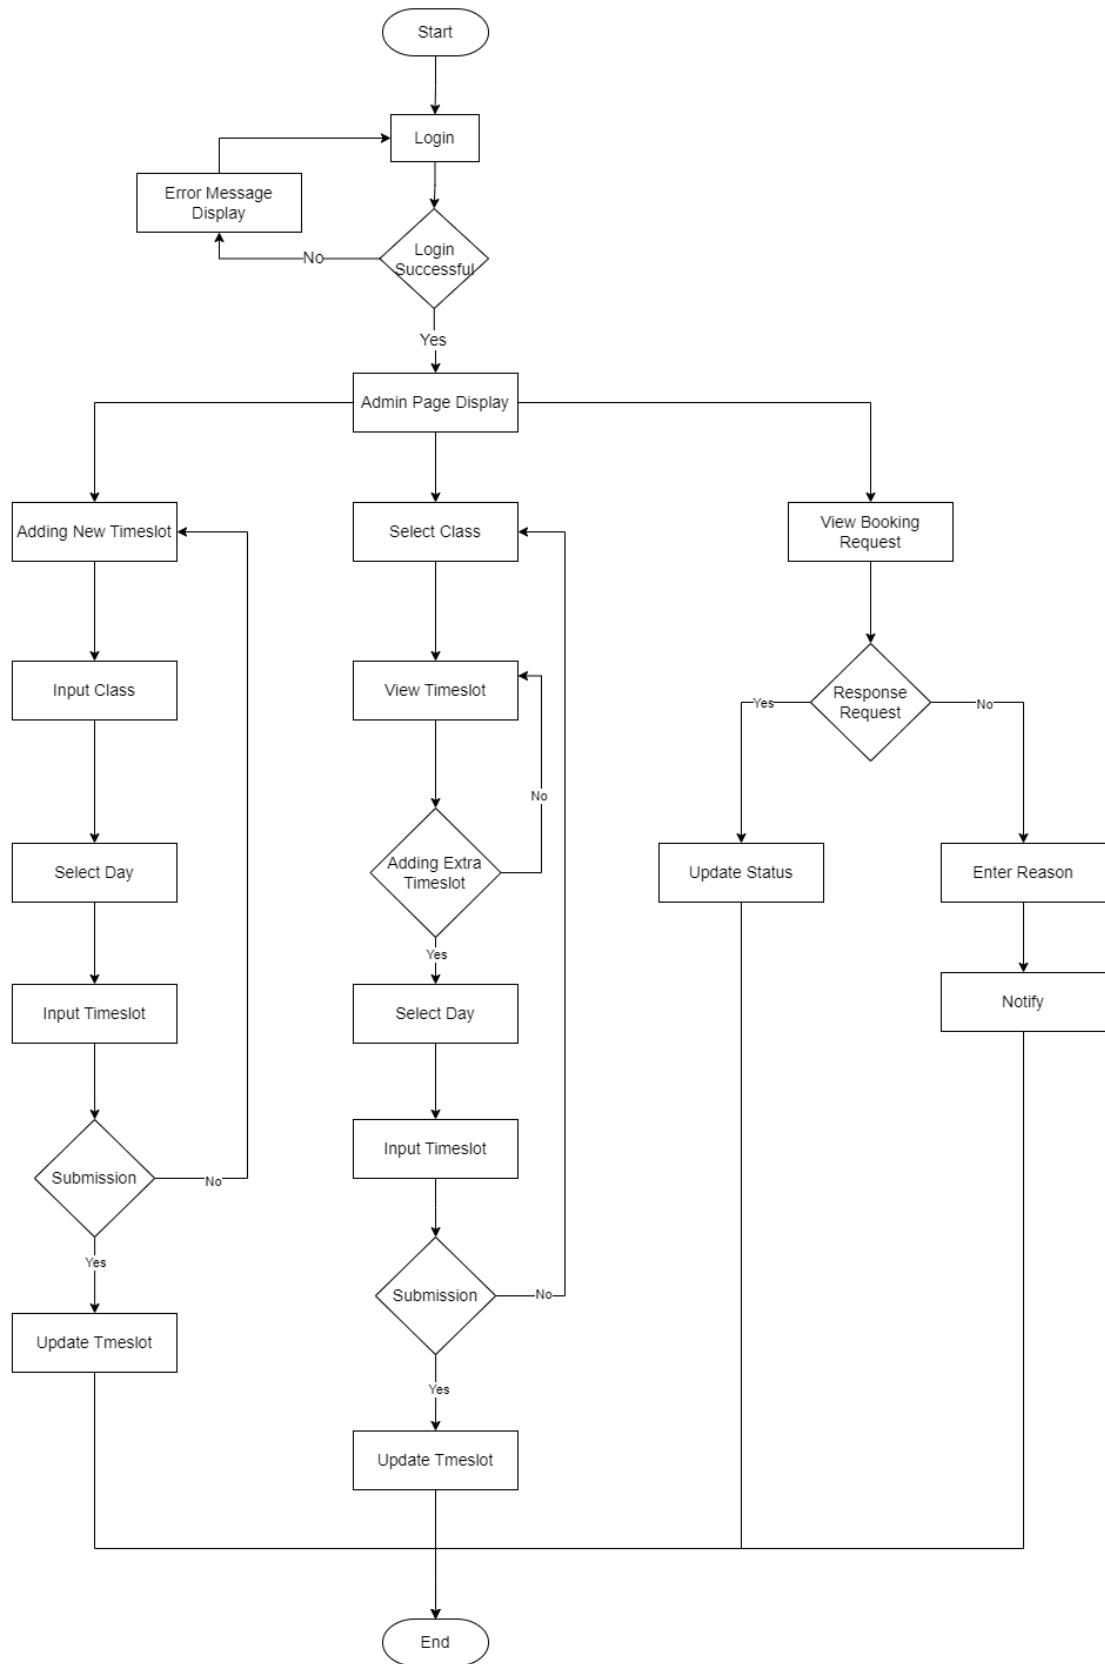 Start
Login
Error Message
Display
Login
Successful
No
Yes
Admin Page Display
Adding New Timeslot
Select Class
View Booking
Request
Input Class
View Timeslot
Response
Request
Yes
No
No
Adding Extra
Timeslot
Select Day
Update Status
Enter Reason
Yes
Input Timeslot
Select Day
Notify
Input Timeslot
Submission
No
Yes
Submission
No
Update Tmeslot
Yes
Update Tmeslot
End